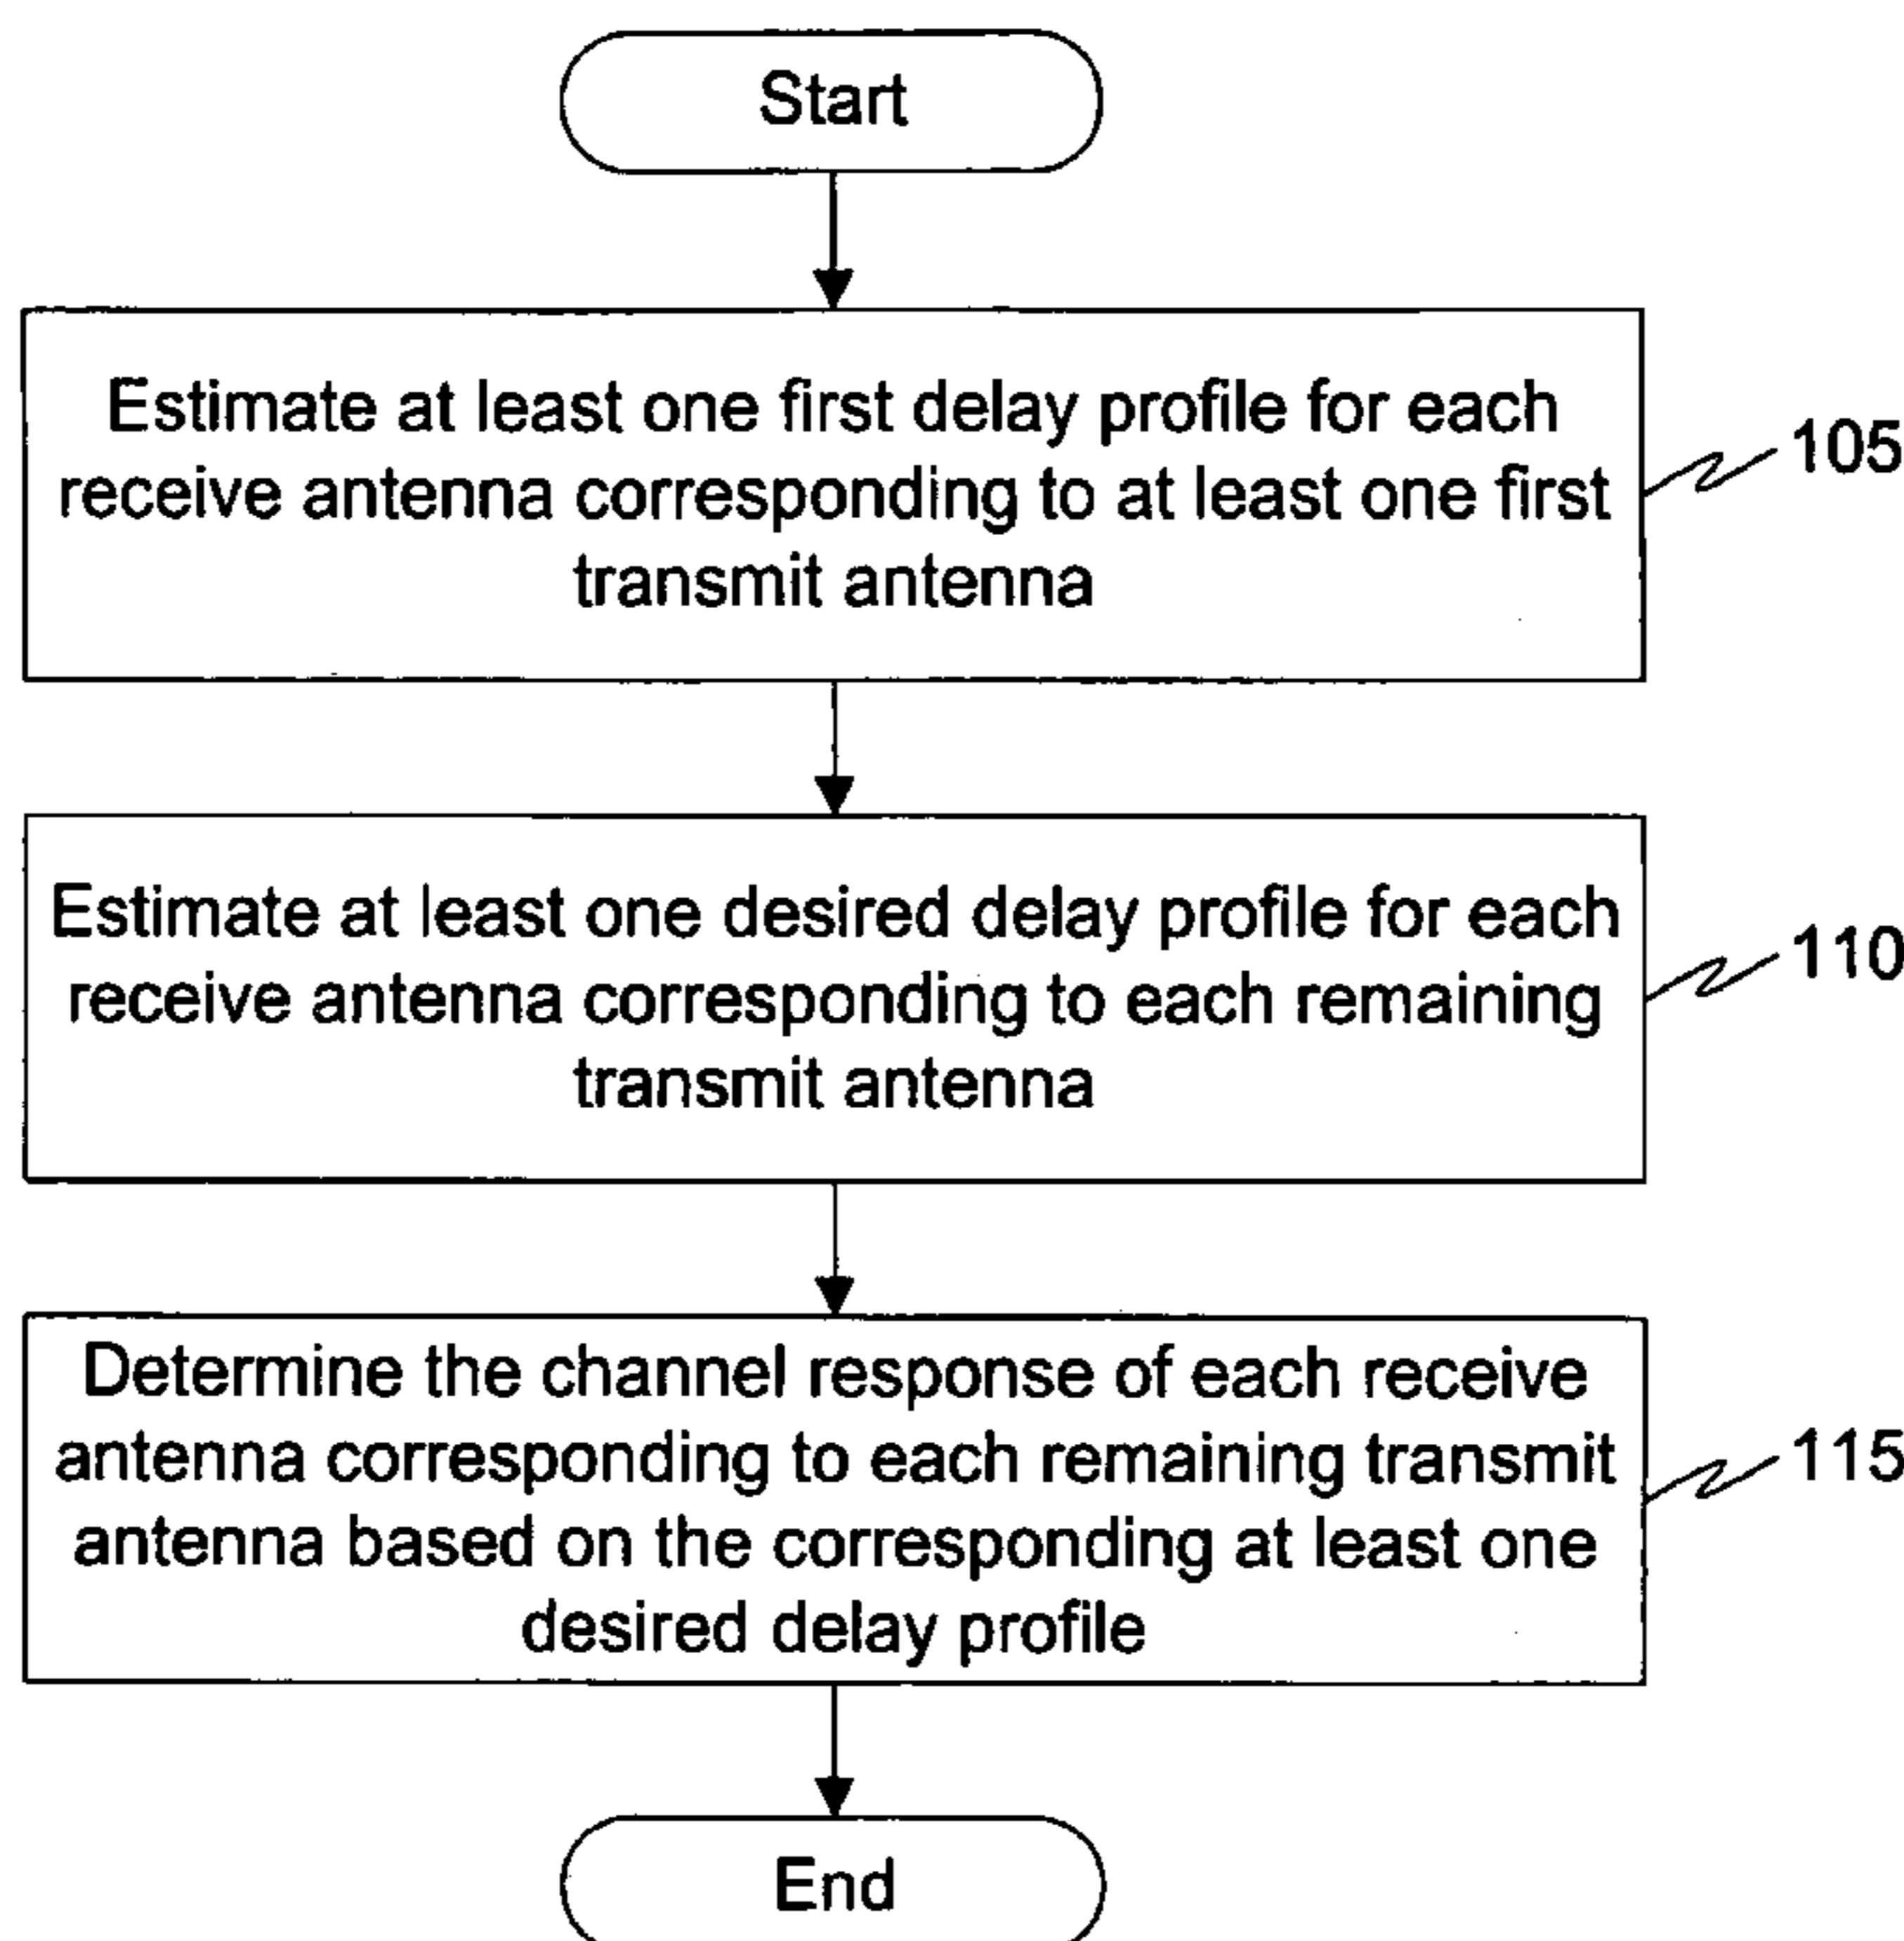 Start
Estimate at least one first delay profile for each
receive antenna corresponding to at least one first
transmit antenna
105
Estimate at least one desired delay profile for each
receive antenna corresponding to each remaining
transmit antenna
110
Determine the channel response of each receive
antenna corresponding to each remaining transmit
antenna based on the corresponding at least one
desired delay profile
115
End